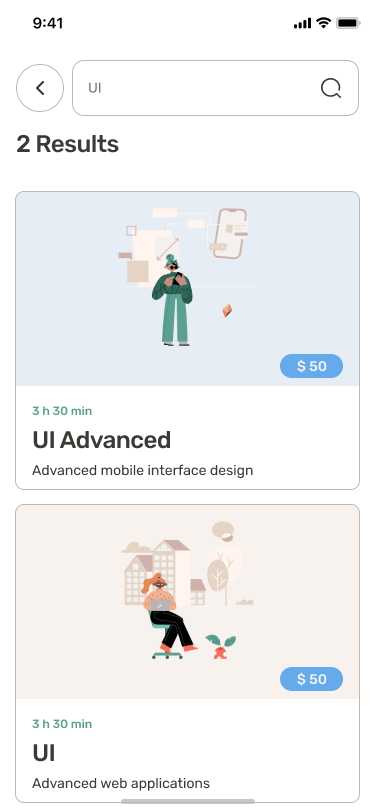 9:41
UI
2 Results
$ 50
3 h 30 min
UI Advanced
Advanced mobile interface design
$ 50
3 h 30 min
UI
Advanced web applications